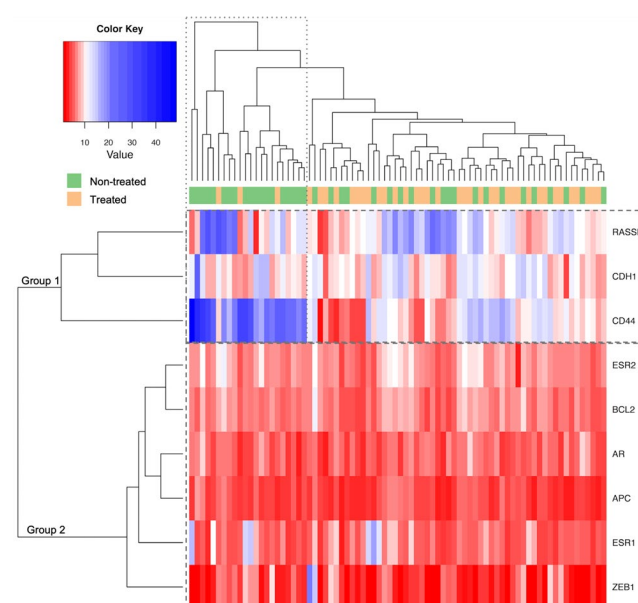 Color Key
10 20 30 40
Value
Non-treated
Treated
Group 1
Group 2
CDH1
CD44
ESR2
BCL2
AR
APC
ESR1
ZEB1